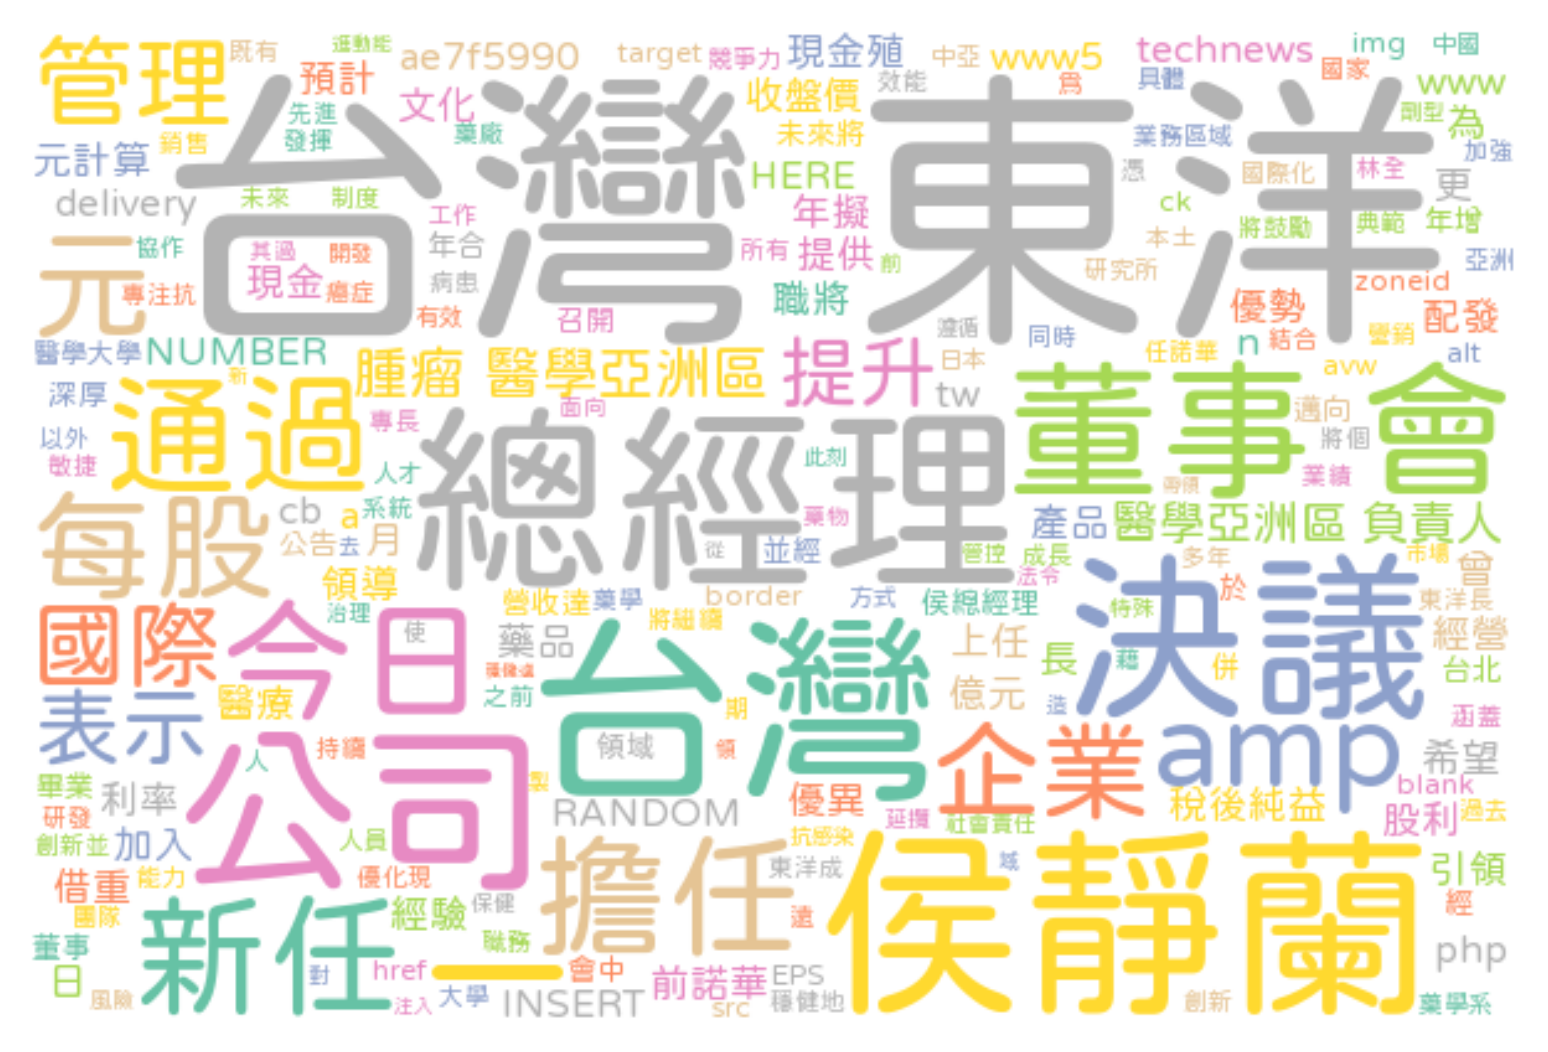 管理
既有
進動能
ae7f5990
target
競爭力
現金殖
中亞
www5
technews
img
中國
預計
文化
收盤價
效能
為
具體
國家
www
先進
發揮
藥廠
未來將
業務區域
劑型
為
元計算
銷售
台灣東洋
HERE
憑
國際化
林全
加強
更
delivery
未來
制度
工作
年擬
ck
將鼓勵
典範
年增
元
協作
其過
開發
年合
所有
提供
前
本土
亞洲
專注抗
現金
癌症
病患
職將
研究所
zoneid
有效
召開
遵循
同時
優勢
結合
配發
彎銷
醫學大學
NUMBER
腫瘤
醫學亞洲區
提升
日本
任諾華
n
avw
alt
深厚
新
通過
專長
面向
tw
董事會
邁向
將個
以外
敏捷
人才
總經理
此刻
業績
需領
每股
cb
a
系統
藥物
產品
醫學亞洲區
負責人
公告
去
月
從
並經
管控
成長
多年
市場
曾
領導
法令
於
治理
營收達
藥學
border
方式
侯總經理
決議
特殊
東洋長
國際
今日
使
藥品
將繼續
上任
長
藉
併
經營
台北
表示
醫療
之前
台灣
期
億元
造
涵蓋
人
持續
領域
領
企業
amp
希望
畢業
利率
公司
製
RANDOM
優異
稅後純益
blank
股利
過去
研發
創新並
加入
人員
延攬
社會責任
抗感染
借重
能力
優化現
擔任
東洋成
侯靜蘭
域
引領
團隊
新任
經驗
保健
遠
經
董事
職務
日
對
href
一
會中
前諾華
EPS
php
風險
注入
大學
INSERT
src
穩健地
創新
藥學系